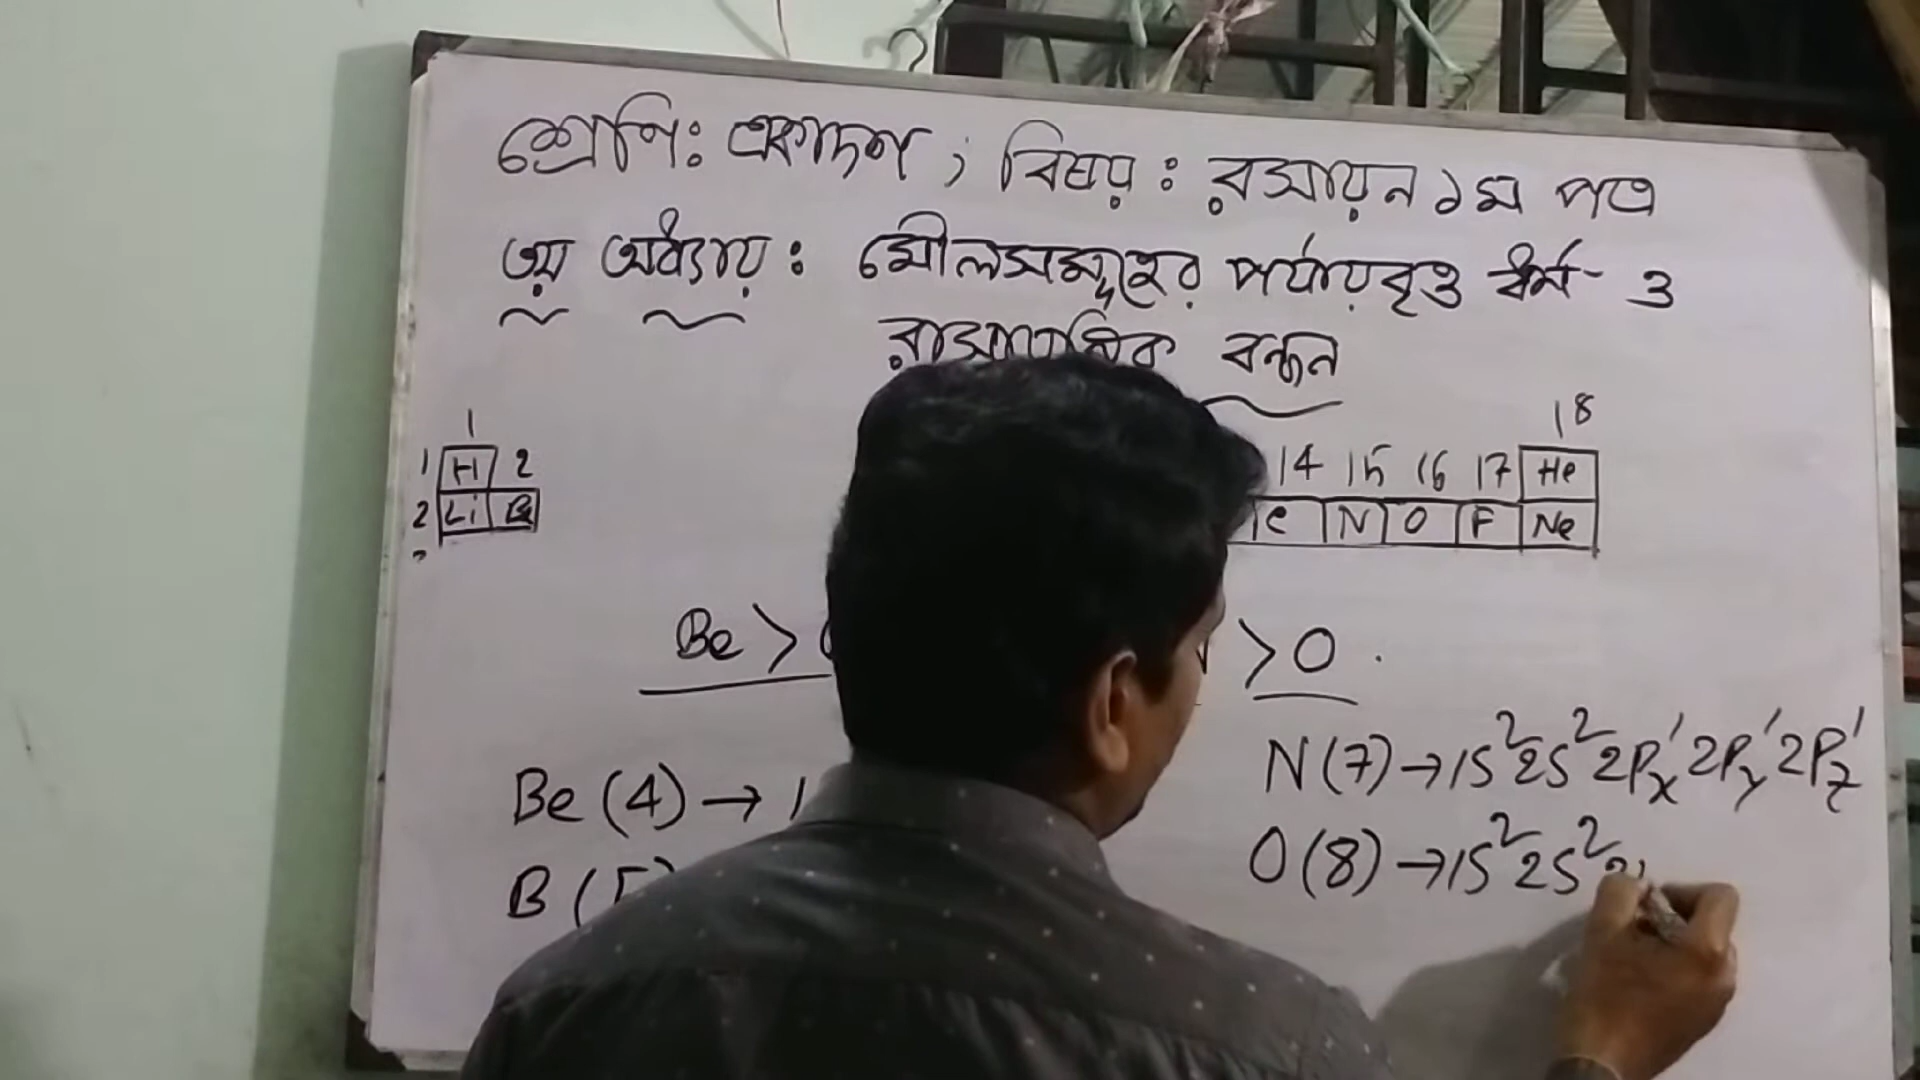 শ্রেণি: একাদশ ; বিষয়: রসায়ন ১ম পত্র
৩য় অধ্যায়: মৌলসমূহের পর্যায়বৃত্ত ধর্ম ও
রাসায়নিক বন্ধন
1 18
1 H 2 14 15 16 17 He
2 Li Be C N O F Ne
Be > > O .
Be (4) → 1
N(7) → 1S² 2S² 2Px¹ 2Py¹ 2Pz¹
B (5
O (8) → 1S² 2S² 2